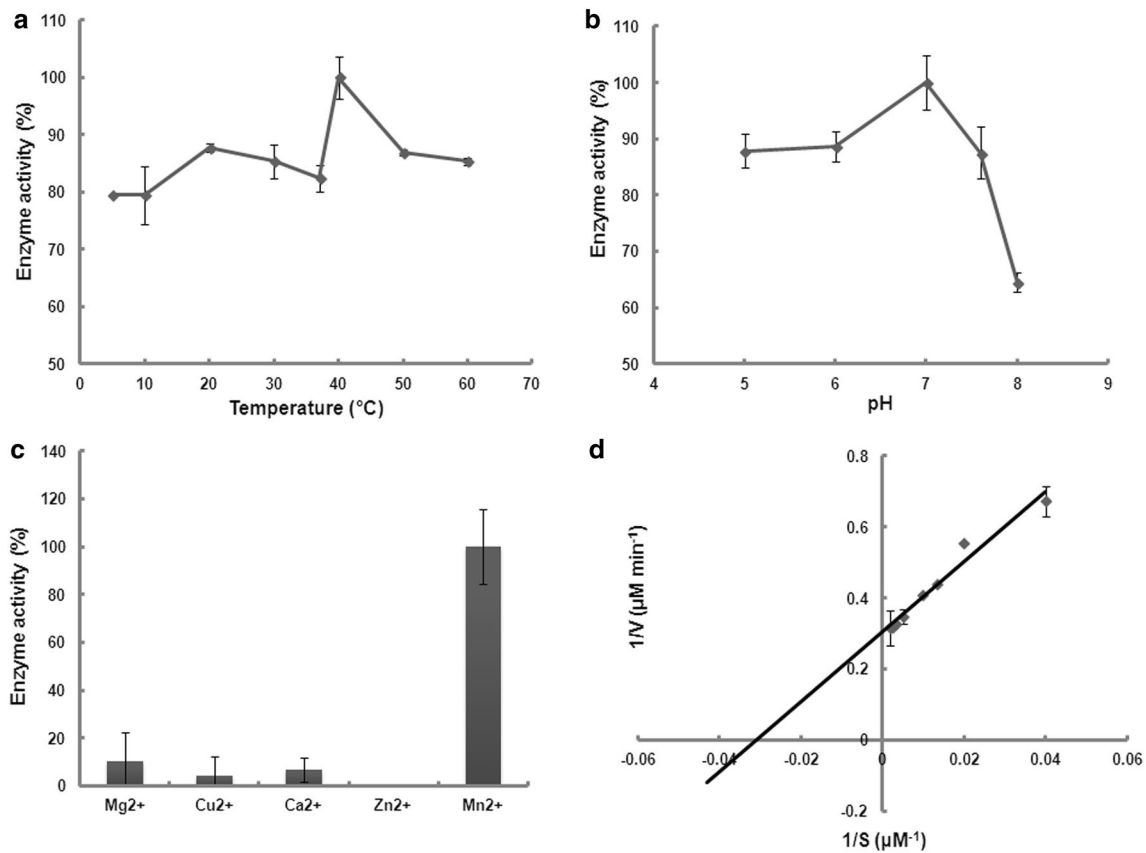 a
110
100
90
80
70
60
50
Enzyme activity (%)
0 10 20 30 40 50 60 70
Temperature (°C)
b
110
100
90
80
70
60
50
Enzyme activity (%)
4 5 6 7 8 9
pH
c
140
120
100
80
60
40
20
0
Enzyme activity (%)
Mg2+ Cu2+ Ca2+ Zn2+ Mn2+
d
0.8
0.6
0.4
0.2
0
-0.2
1/V (µM min⁻¹)
-0.06 -0.04 -0.02 0 0.02 0.04 0.06
1/S (µM⁻¹)